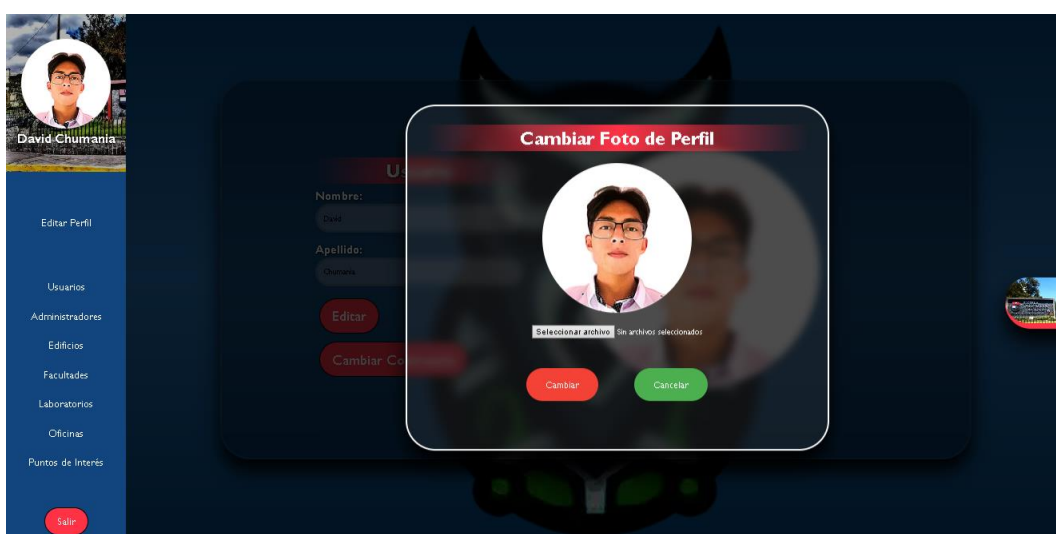 David Chumania
Editar Perfil
Usuarios
Administradores
Edificios
Facultades
Laboratorios
Oficinas
Puntos de Interés
Salir
Nombre:
David
Apellido:
Chumania
Editar
Cambiar
Cambiar Foto de Perfil
Seleccionar archivo Sin archivos seleccionados
Cambiar Cancelar